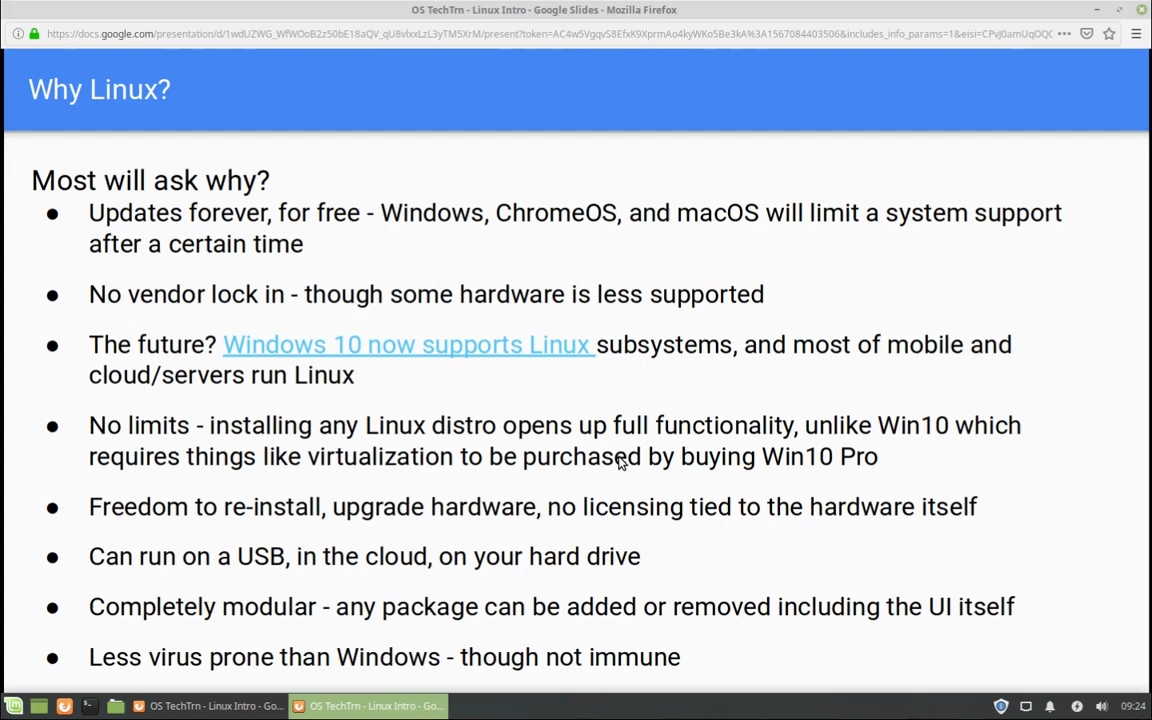 OS TechTrn - Linux Intro - Google Slides - Mozilla Firefox
Why Linux?
Most will ask why?
● Updates forever, for free - Windows, ChromeOS, and macOS will limit a system support
after a certain time
● No vendor lock in - though some hardware is less supported
● The future? Windows 10 now supports Linux subsystems, and most of mobile and
cloud/servers run Linux
● No limits - installing any Linux distro opens up full functionality, unlike Win10 which
requires things like virtualization to be purchased by buying Win10 Pro
● Freedom to re-install, upgrade hardware, no licensing tied to the hardware itself
● Can run on a USB, in the cloud, on your hard drive
● Completely modular - any package can be added or removed including the UI itself
● Less virus prone than Windows - though not immune
OS TechTrn - Linux Intro - Go... OS TechTrn - Linux Intro - Go... 09:24